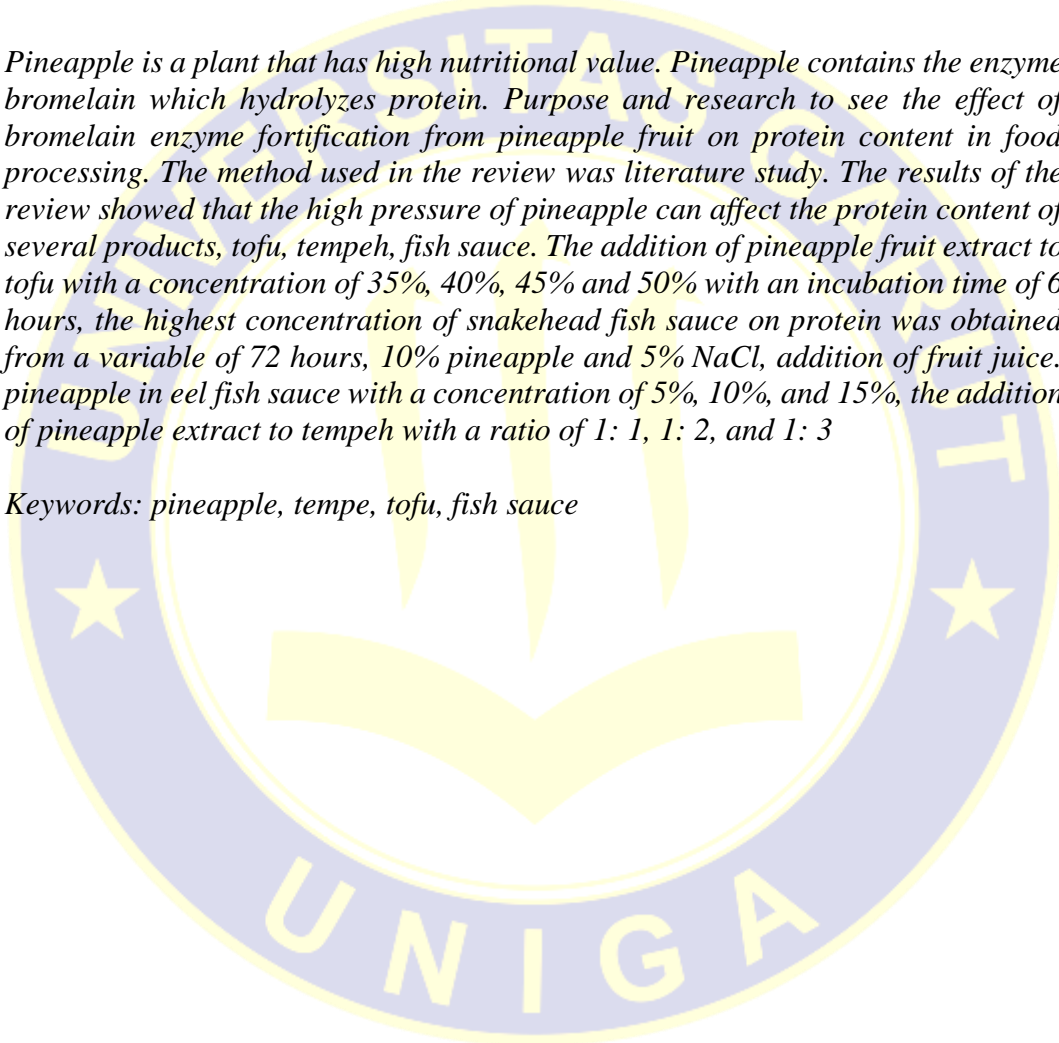 Pineapple is a plant that has high nutritional value. Pineapple contains the enzyme
bromelain which hydrolyzes protein. Purpose and research to see the effect of
bromelain enzyme fortification from pineapple fruit on protein content in food
processing. The method used in the review was literature study. The results of the
review showed that the high pressure of pineapple can affect the protein content of
several products, tofu, tempeh, fish sauce. The addition of pineapple fruit extract to
tofu with a concentration of 35%, 40%, 45% and 50% with an incubation time of 6
hours, the highest concentration of snakehead fish sauce on protein was obtained
from a variable of 72 hours, 10% pineapple and 5% NaCl, addition of fruit juice.
pineapple in eel fish sauce with a concentration of 5%, 10%, and 15%, the addition
of pineapple extract to tempeh with a ratio of 1: 1, 1: 2, and 1: 3
Keywords: pineapple, tempe, tofu, fish sauce
UNIVERSITAS GARUT
UNIGA